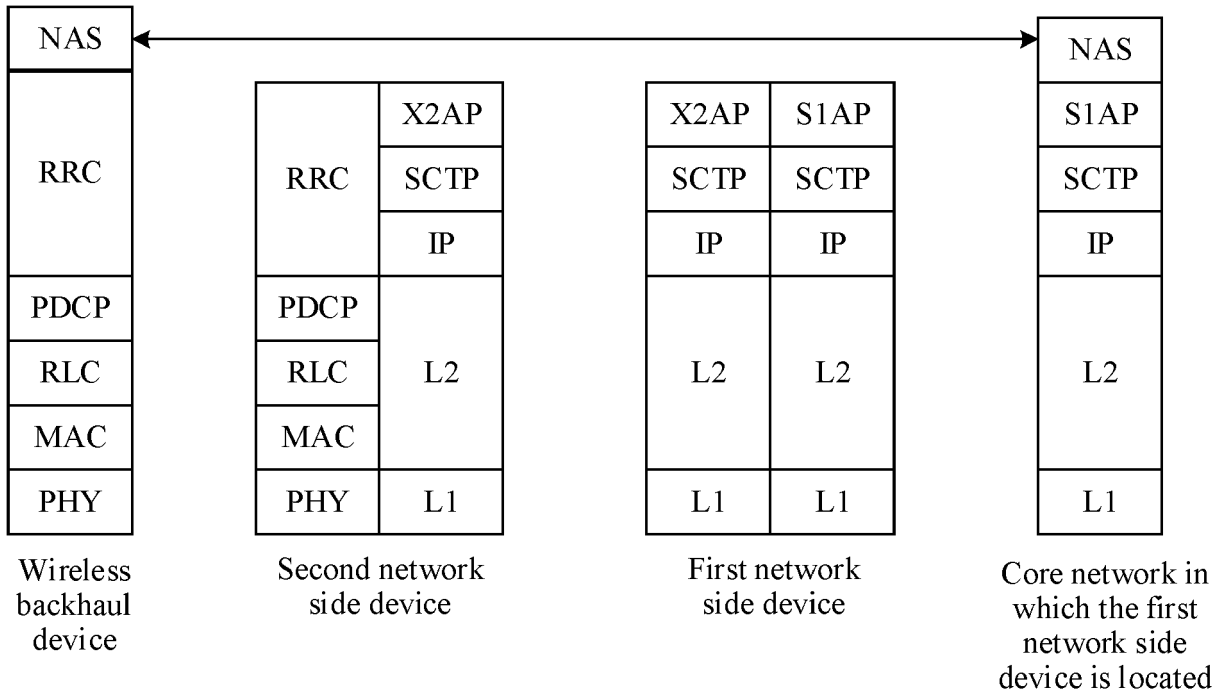 NAS
RRC
PDCP
RLC
MAC
PHY
Wireless
backhaul
device
RRC
PDCP
RLC
MAC
PHY
X2AP
SCTP
IP
L2
L1
Second network
side device
X2AP
SCTP
IP
L2
L1
S1AP
SCTP
IP
L2
L1
First network
side device
NAS
S1AP
SCTP
IP
L2
L1
Core network in
which the first
network side
device is located